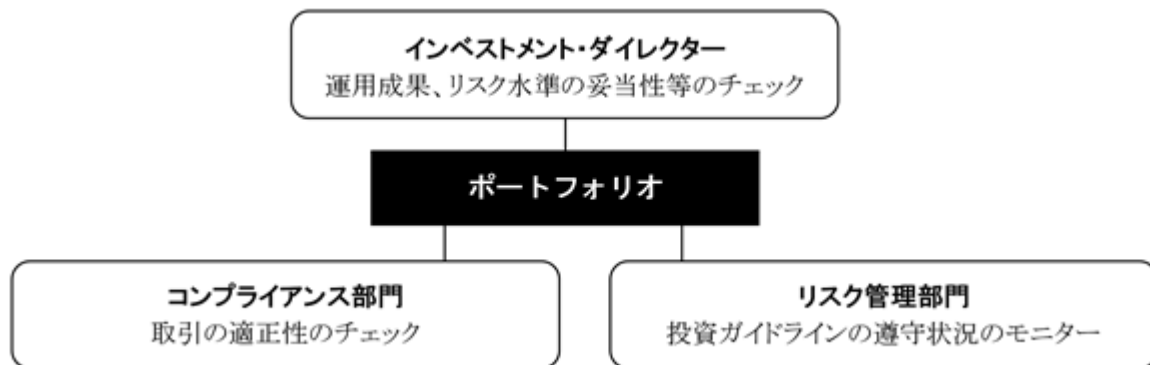 インベストメント・ダイレクター
運用成果、リスク水準の妥当性等のチェック
ポートフォリオ
コンプライアンス部門
取引の適正性のチェック
リスク管理部門
投資ガイドラインの遵守状況のモニター